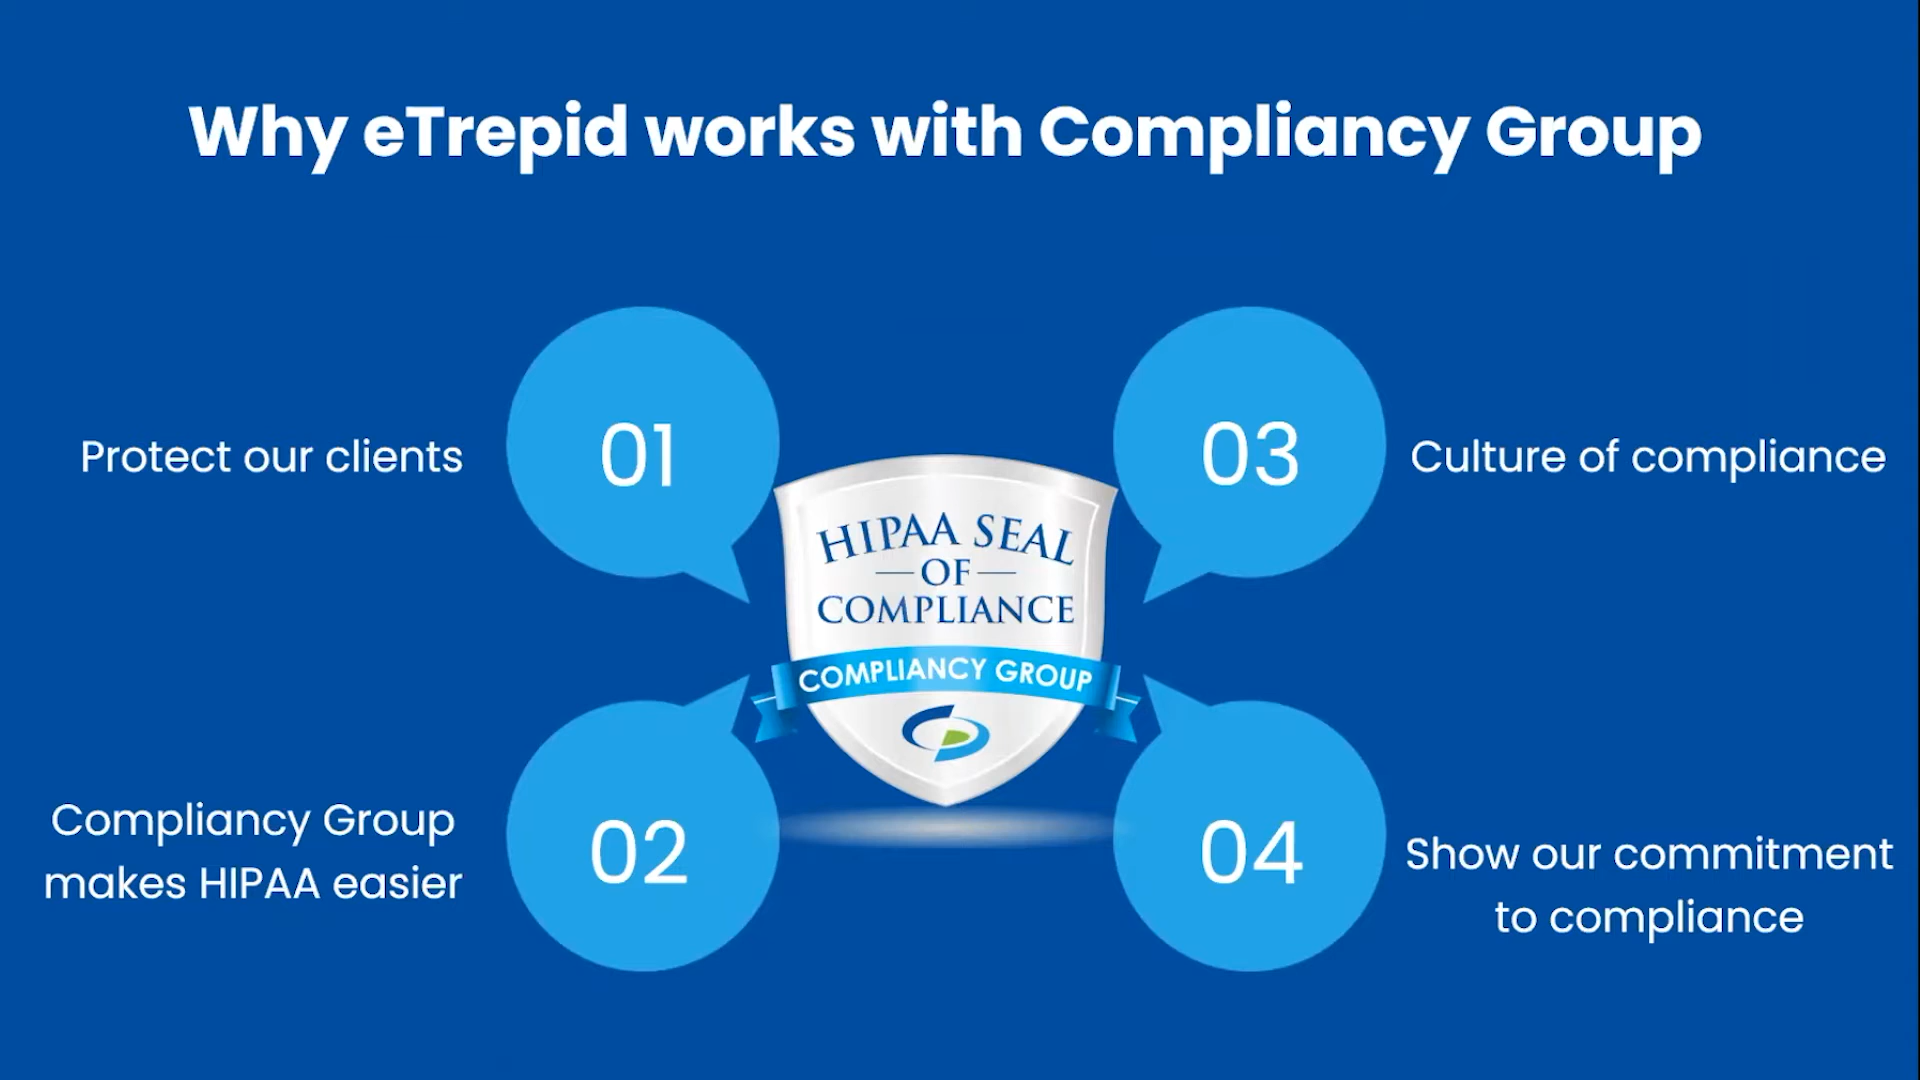 Why eTrepid works with Compliancy Group
01
Protect our clients
02
Compliancy Group
makes HIPAA easier
HIPAA SEAL
OF
COMPLIANCE
COMPLIANCY GROUP
03
Culture of compliance
04
Show our commitment
to compliance